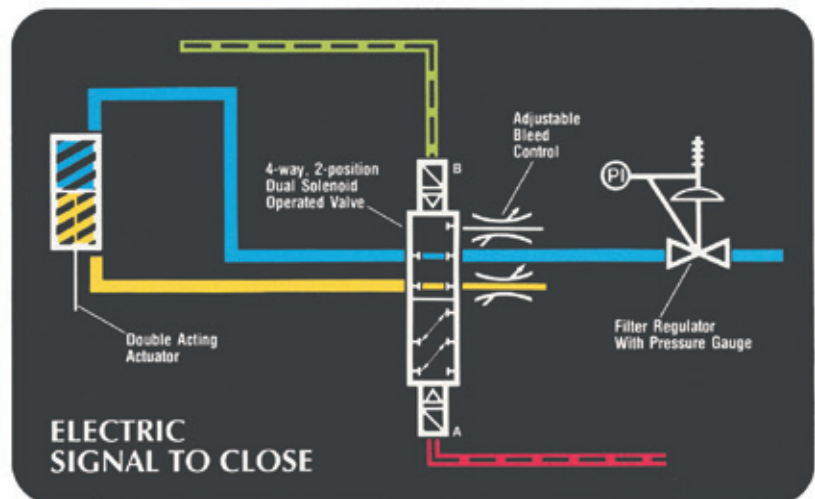 Adjustable
Bleed
Control
4-way, 2-position
Dual Solenoid
Operated Valve
B
PI
Double Acting
Actuator
Filter Regulator
With Pressure Gauge
A
ELECTRIC
SIGNAL TO CLOSE